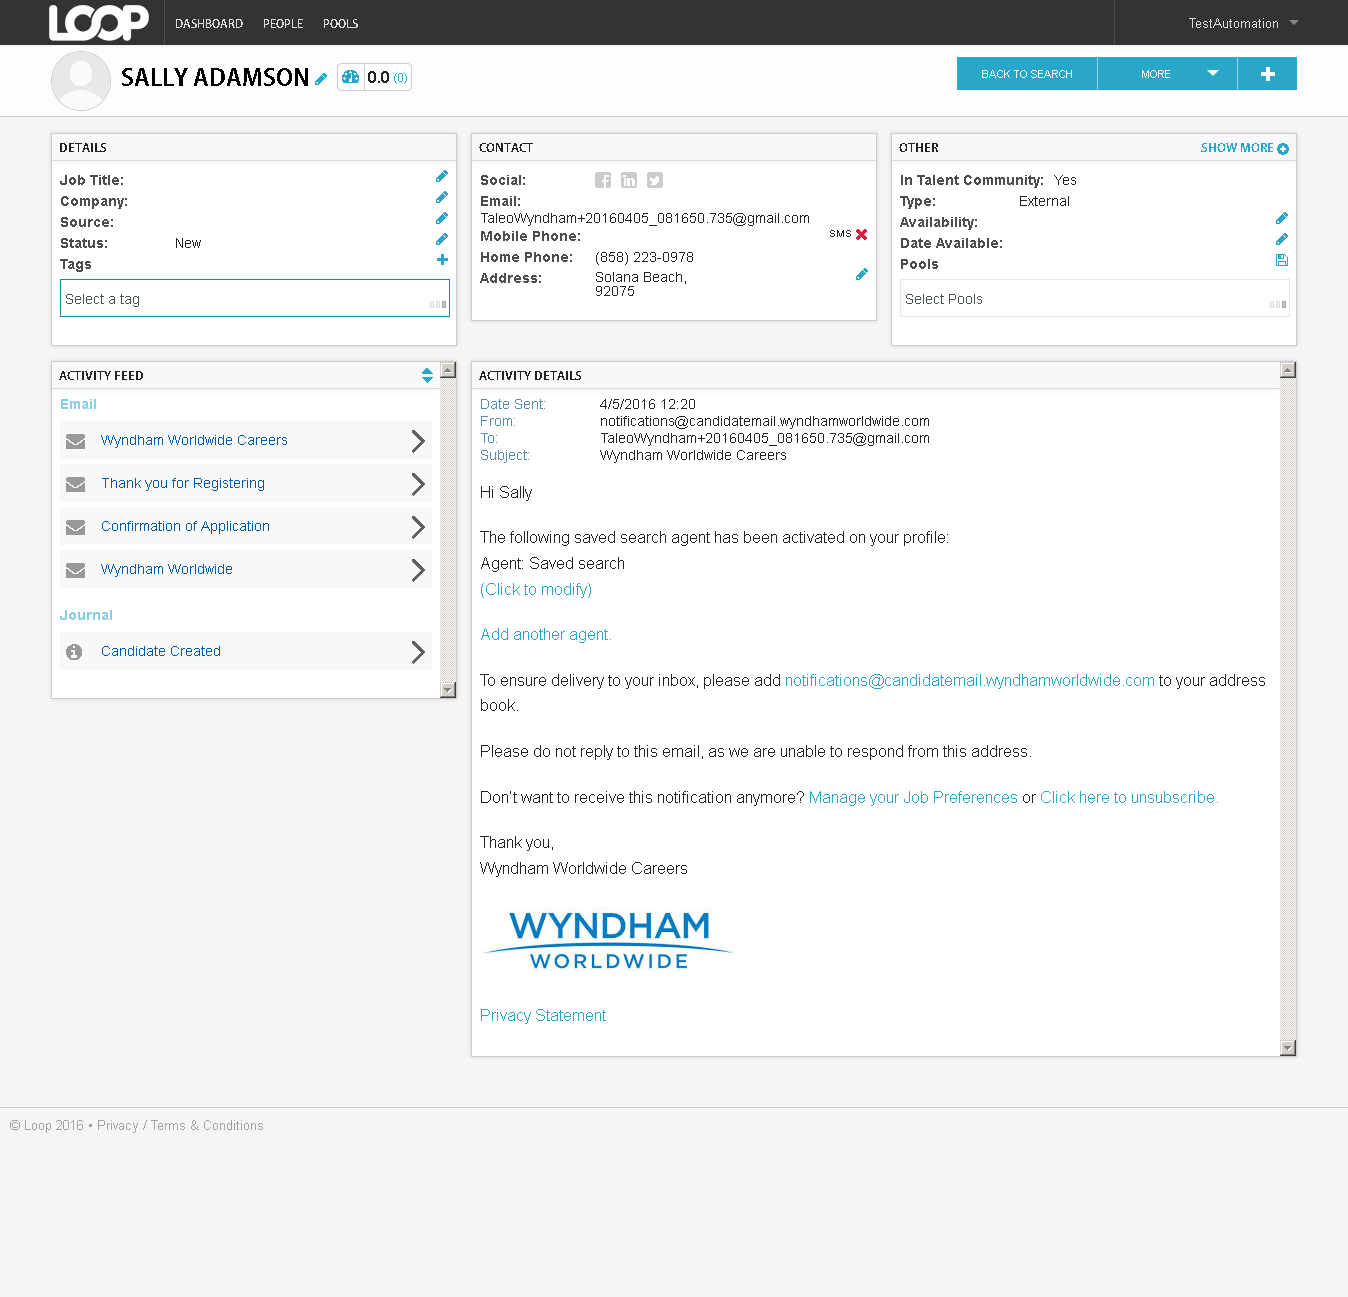 LOOP DASHBOARD PEOPLE POOLS TestAutomation
SALLY ADAMSON 0.0 (0) BACK TO SEARCH MORE
DETAILS
Job Title:
Company:
Source:
Status: New
Tags
Select a tag
CONTACT
Social:
Email:
TaleoWyndham+20160405_081650.735@gmail.com
Mobile Phone: SMS
Home Phone: (858) 223-0978
Address: Solana Beach,
92075
OTHER SHOW MORE
In Talent Community: Yes
Type: External
Availability:
Date Available:
Pools
Select Pools
ACTIVITY FEED
Email
Wyndham Worldwide Careers
Thank you for Registering
Confirmation of Application
Wyndham Worldwide
Journal
Candidate Created
ACTIVITY DETAILS
Date Sent: 4/5/2016 12:20
From: notifications@candidatemail.wyndhamworldwide.com
To: TaleoWyndham+20160405_081650.735@gmail.com
Subject: Wyndham Worldwide Careers
Hi Sally
The following saved search agent has been activated on your profile:
Agent: Saved search
(Click to modify)
Add another agent.
To ensure delivery to your inbox, please add notifications@candidatemail.wyndhamworldwide.com to your address
book.
Please do not reply to this email, as we are unable to respond from this address.
Don't want to receive this notification anymore? Manage your Job Preferences or Click here to unsubscribe.
Thank you,
Wyndham Worldwide Careers
WYNDHAM
WORLDWIDE
Privacy Statement
© Loop 2016 • Privacy / Terms & Conditions